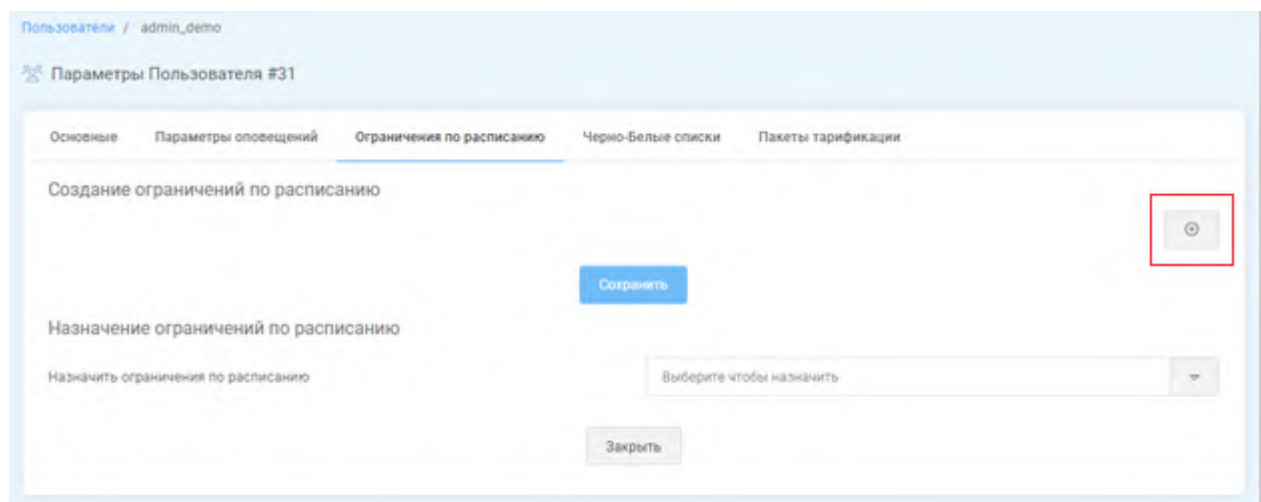 Пользователи / admin_demo
Параметры Пользователя #31
Основные Параметры оповещений Ограничения по расписанию Черно-Белые списки Пакеты тарификации
Создание ограничений по расписанию
Сохранить
Назначение ограничений по расписанию
Назначить ограничения по расписанию Выберите чтобы назначить
Закрыть